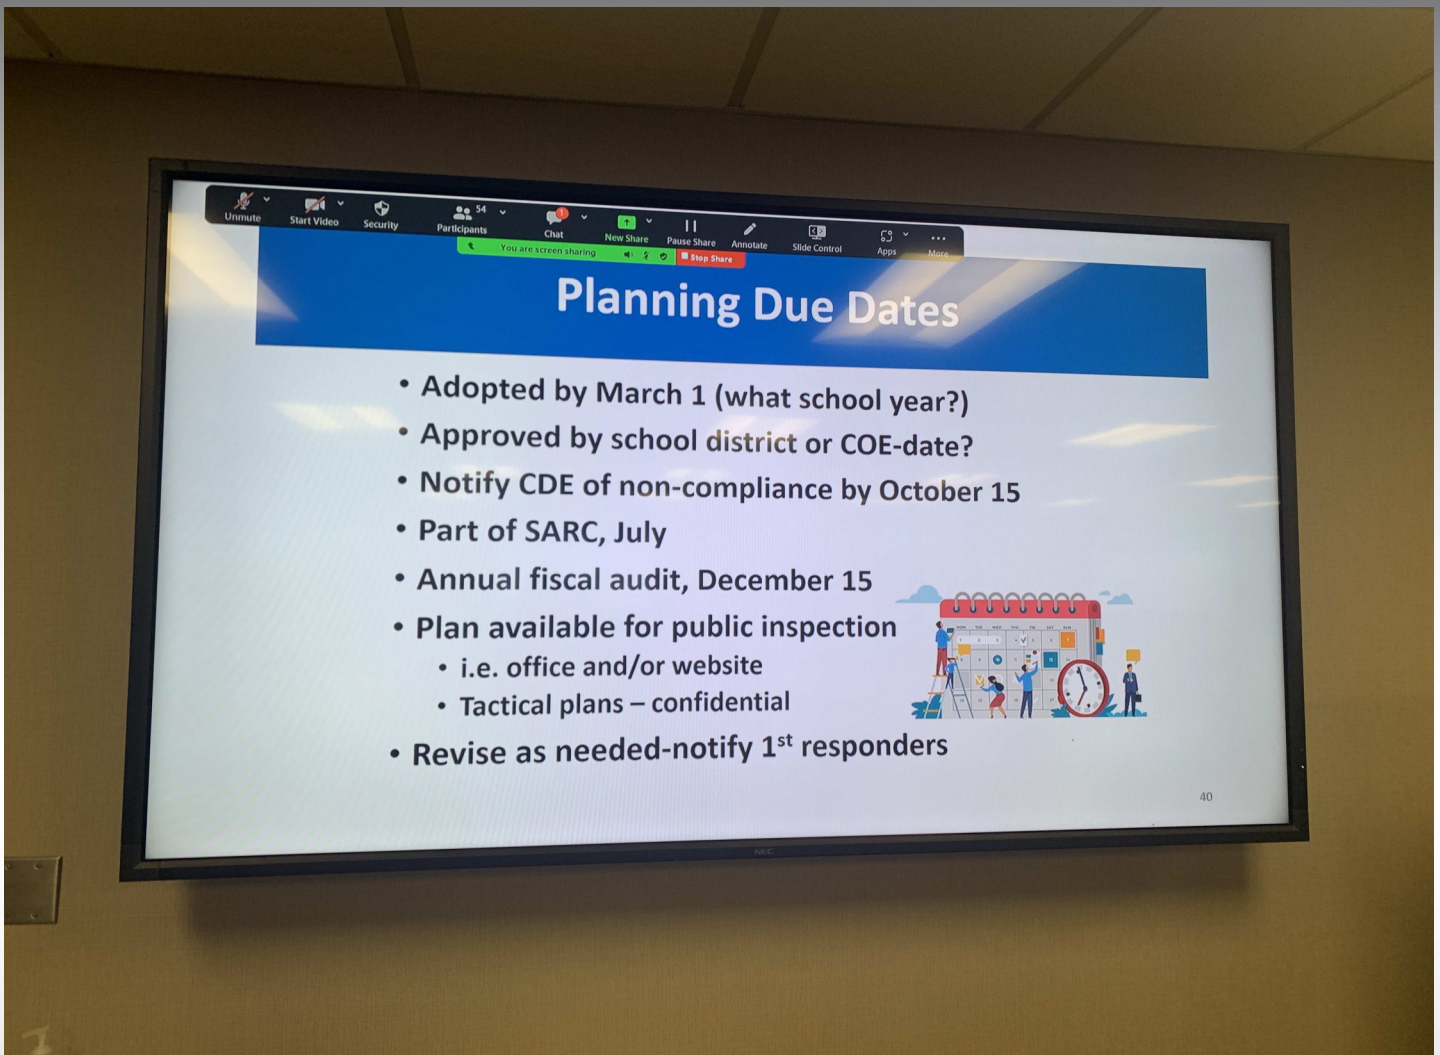 Unmute
Start Video
Security
54
Participants
1
Chat
New Share
Pause Share
Annotate
Slide Control
Apps
More
You are screen sharing
Stop Share
Planning Due Dates
• Adopted by March 1 (what school year?)
• Approved by school district or COE-date?
• Notify CDE of non-compliance by October 15
• Part of SARC, July
• Annual fiscal audit, December 15
• Plan available for public inspection
• i.e. office and/or website
• Tactical plans – confidential
• Revise as needed-notify 1st responders
40
NEC